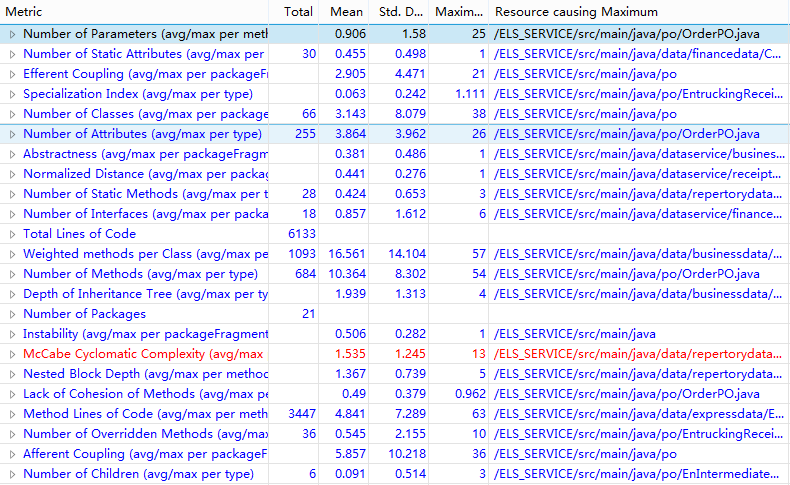 Metric Total Mean Std. D... Maxim... Resource causing Maximum
Number of Parameters (avg/max per meth 0.906 1.58 25 /ELS_SERVICE/src/main/java/po/OrderPO.java
Number of Static Attributes (avg/max per 30 0.455 0.498 1 /ELS_SERVICE/src/main/java/data/financedata/C...
Efferent Coupling (avg/max per packageFr 2.905 4.471 21 /ELS_SERVICE/src/main/java/po
Specialization Index (avg/max per type) 0.063 0.242 1.111 /ELS_SERVICE/src/main/java/po/EntruckingRecei...
Number of Classes (avg/max per package 66 3.143 8.079 38 /ELS_SERVICE/src/main/java/po
Number of Attributes (avg/max per type) 255 3.864 3.962 26 /ELS_SERVICE/src/main/java/po/OrderPO.java
Abstractness (avg/max per packageFragm 0.381 0.486 1 /ELS_SERVICE/src/main/java/dataservice/busines...
Normalized Distance (avg/max per packag 0.441 0.276 1 /ELS_SERVICE/src/main/java/dataservice/receipt...
Number of Static Methods (avg/max per t 28 0.424 0.653 3 /ELS_SERVICE/src/main/java/data/repertorydata...
Number of Interfaces (avg/max per packa 18 0.857 1.612 6 /ELS_SERVICE/src/main/java/dataservice/finance...
Total Lines of Code 6133
Weighted methods per Class (avg/max pe 1093 16.561 14.104 57 /ELS_SERVICE/src/main/java/data/businessdata/...
Number of Methods (avg/max per type) 684 10.364 8.302 54 /ELS_SERVICE/src/main/java/po/OrderPO.java
Depth of Inheritance Tree (avg/max per ty 1.939 1.313 4 /ELS_SERVICE/src/main/java/data/businessdata/...
Number of Packages 21
Instability (avg/max per packageFragment 0.506 0.282 1 /ELS_SERVICE/src/main/java
McCabe Cyclomatic Complexity (avg/max 1.535 1.245 13 /ELS_SERVICE/src/main/java/data/repertorydata...
Nested Block Depth (avg/max per method 1.367 0.739 5 /ELS_SERVICE/src/main/java/data/repertorydata...
Lack of Cohesion of Methods (avg/max pe 0.49 0.379 0.962 /ELS_SERVICE/src/main/java/po/OrderPO.java
Method Lines of Code (avg/max per meth 3447 4.841 7.289 63 /ELS_SERVICE/src/main/java/data/expressdata/E...
Number of Overridden Methods (avg/max 36 0.545 2.155 10 /ELS_SERVICE/src/main/java/po/EntruckingRecei...
Afferent Coupling (avg/max per packageFr 5.857 10.218 36 /ELS_SERVICE/src/main/java/po
Number of Children (avg/max per type) 6 0.091 0.514 3 /ELS_SERVICE/src/main/java/po/EnIntermediate...